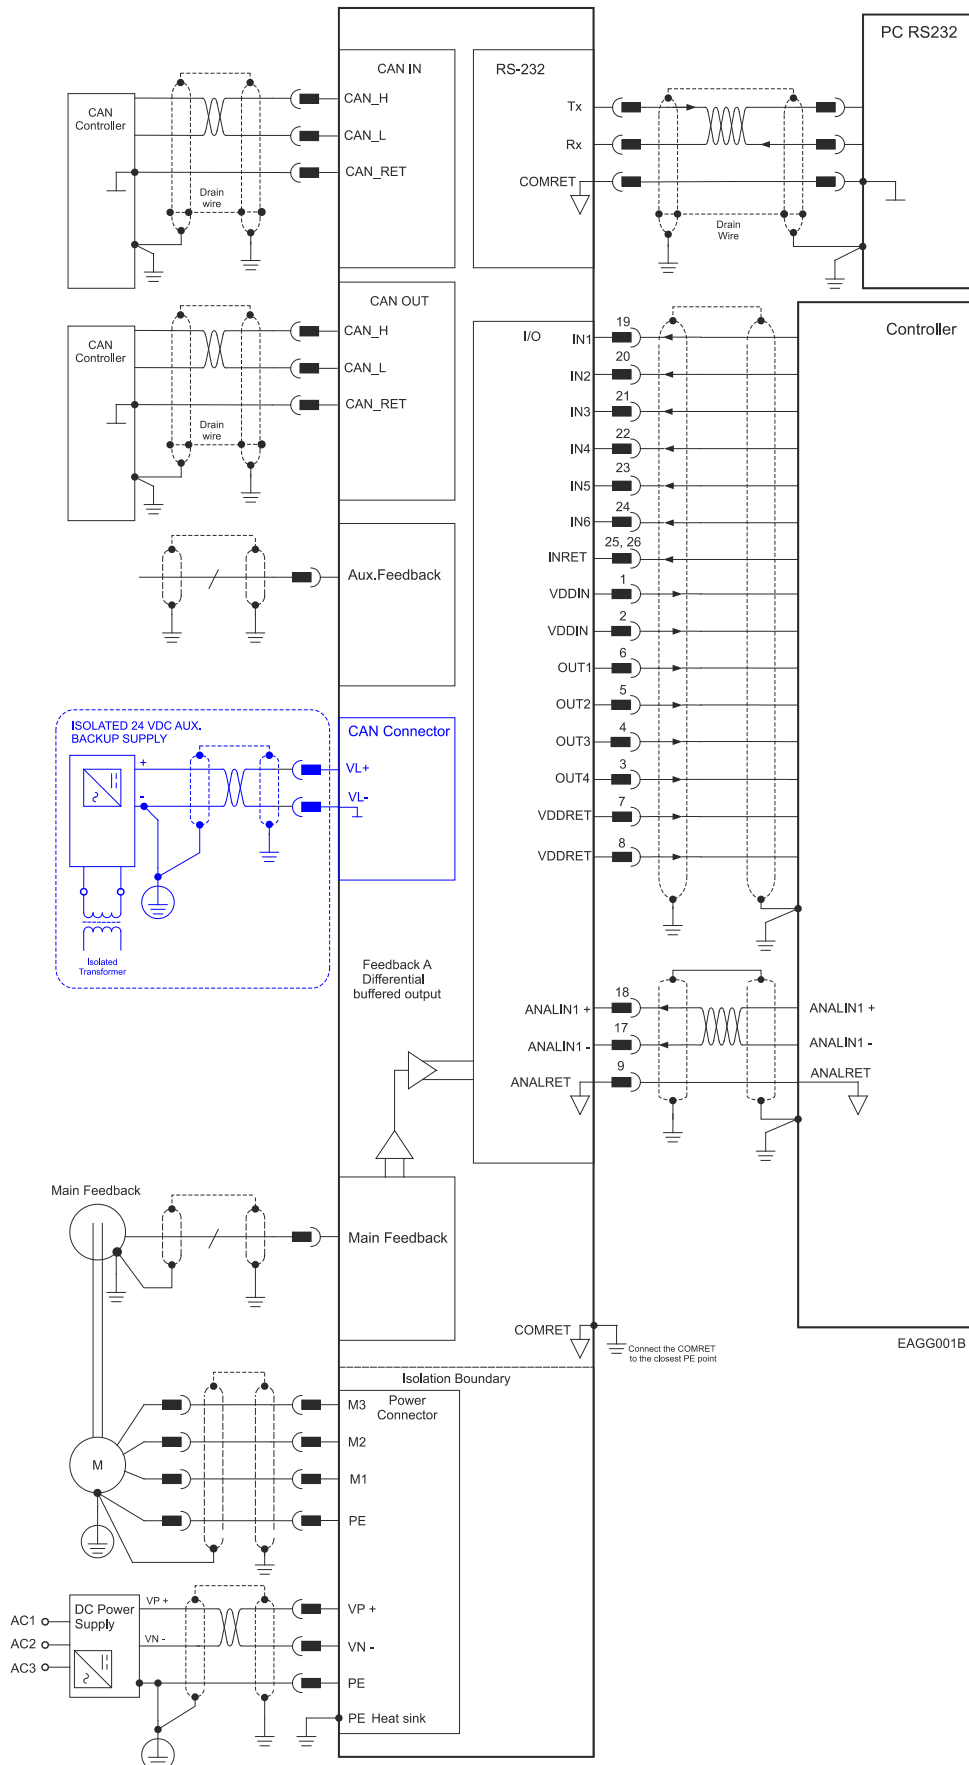 CAN IN
CAN_H
CAN_L
CAN_RET
CAN
Controller
Drain
wire
RS-232
Tx
Rx
COMRET
Drain
Wire
PC RS232
CAN OUT
CAN_H
CAN_L
CAN_RET
CAN
Controller
Drain
wire
Aux.Feedback
ISOLATED 24 VDC AUX.
BACKUP SUPPLY
+
-
Isolated
Transformer
CAN Connector
VL+
VL-
I/O
IN1
19
IN2
20
IN3
21
IN4
22
IN5
23
IN6
24
INRET
25, 26
VDDIN
1
VDDIN
2
OUT1
6
OUT2
5
OUT3
4
OUT4
3
VDDRET
7
VDDRET
8
Controller
Feedback A
Differential
buffered output
ANALIN1 +
18
ANALIN1 +
ANALIN1 -
17
ANALIN1 -
ANALRET
9
ANALRET
Main Feedback
Main Feedback
COMRET
Connect the COMRET
to the closest PE point
EAGG001B
Isolation Boundary
Power
Connector
M3
M2
M1
PE
M
DC Power
Supply
AC1
AC2
AC3
VP +
VN -
VP +
VN -
PE
PE Heat sink